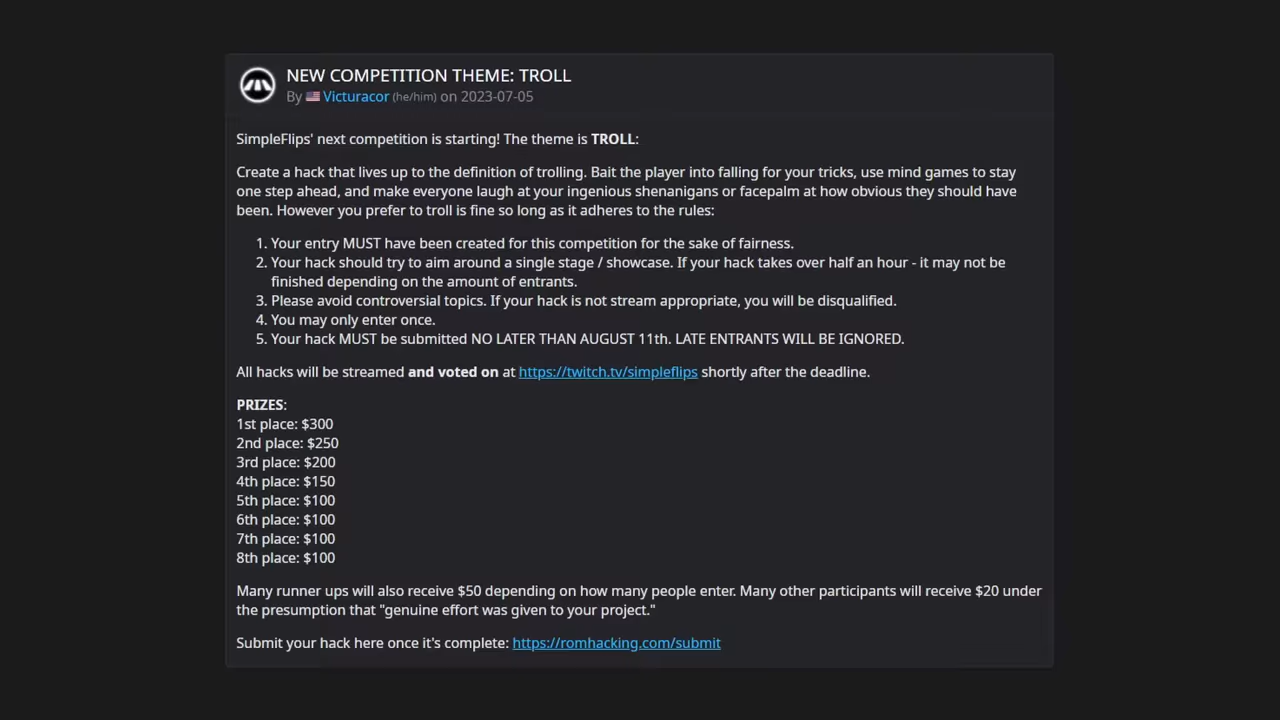 NEW COMPETITION THEME: TROLL
By Victuracor (he/him) on 2023-07-05
SimpleFlips' next competition is starting! The theme is TROLL:
Create a hack that lives up to the definition of trolling. Bait the player into falling for your tricks, use mind games to stay
one step ahead, and make everyone laugh at your ingenious shenanigans or facepalm at how obvious they should have
been. However you prefer to troll is fine so long as it adheres to the rules:
1. Your entry MUST have been created for this competition for the sake of fairness.
2. Your hack should try to aim around a single stage / showcase. If your hack takes over half an hour - it may not be
finished depending on the amount of entrants.
3. Please avoid controversial topics. If your hack is not stream appropriate, you will be disqualified.
4. You may only enter once.
5. Your hack MUST be submitted NO LATER THAN AUGUST 11th. LATE ENTRANTS WILL BE IGNORED.
All hacks will be streamed and voted on at https://twitch.tv/simpleflips shortly after the deadline.
PRIZES:
1st place: $300
2nd place: $250
3rd place: $200
4th place: $150
5th place: $100
6th place: $100
7th place: $100
8th place: $100
Many runner ups will also receive $50 depending on how many people enter. Many other participants will receive $20 under
the presumption that "genuine effort was given to your project."
Submit your hack here once it's complete: https://romhacking.com/submit